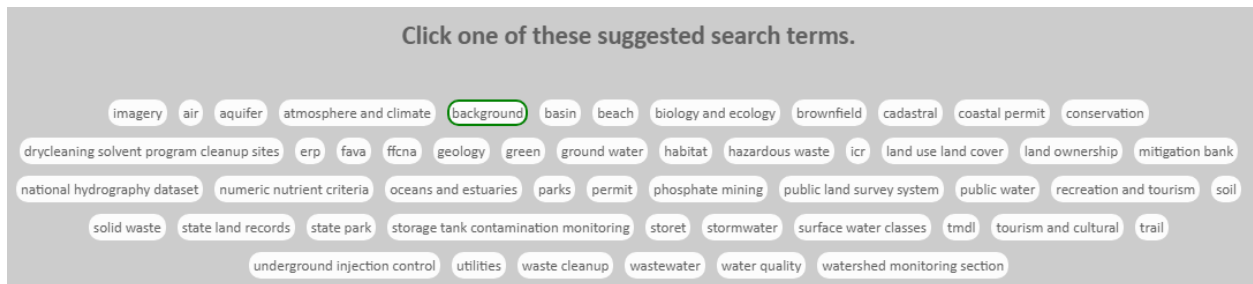 Click one of these suggested search terms.
imagery air aquifer atmosphere and climate background basin beach biology and ecology brownfield cadastral coastal permit conservation
drycleaning solvent program cleanup sites erp fava ffcna geology green ground water habitat hazardous waste icr land use land cover land ownership mitigation bank
national hydrography dataset numeric nutrient criteria oceans and estuaries parks permit phosphate mining public land survey system public water recreation and tourism soil
solid waste state land records state park storage tank contamination monitoring storet stormwater surface water classes tmdl tourism and cultural trail
underground injection control utilities waste cleanup wastewater water quality watershed monitoring section